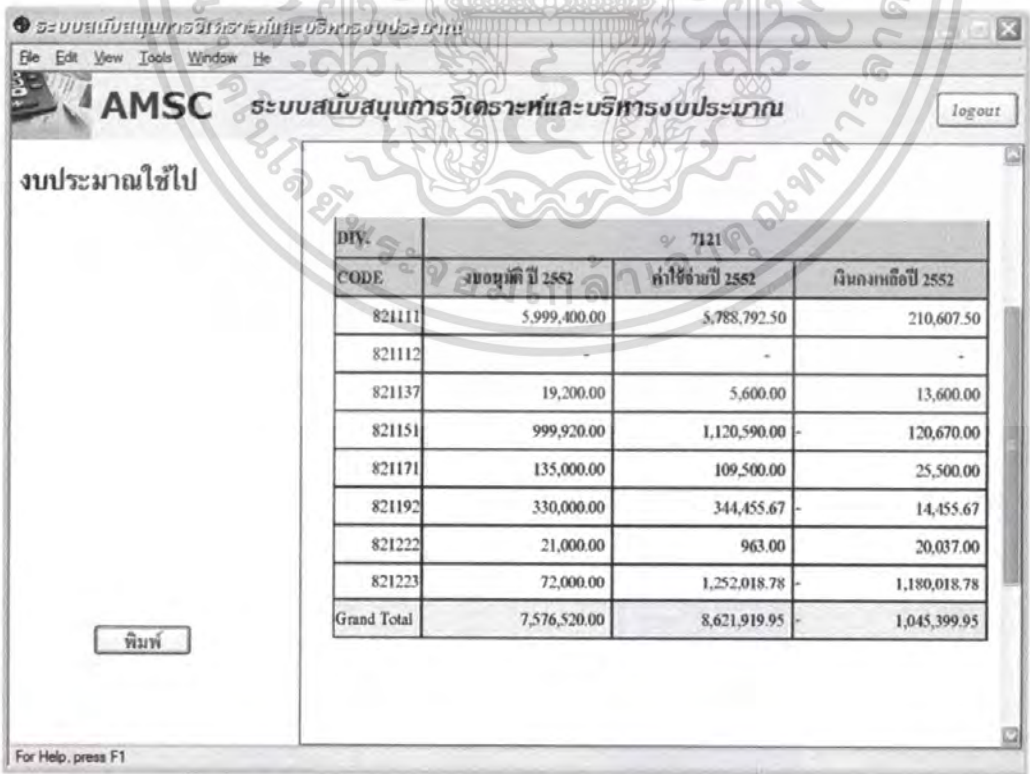 ระบบสนับสนุนการวิเคราะห์และบริหารงบประมาณ
File Edit View Tools Window He
AMSC ระบบสนับสนุนการวิเคราะห์และบริหารงบประมาณ logout
งบประมาณใช้ไป
DIV. 7121
CODE งบอนุมัติ ปี 2552 ค่าใช้จ่ายปี 2552 เงินคงเหลือปี 2552
821111 5,999,400.00 5,788,792.50 210,607.50
821112 - - -
821137 19,200.00 5,600.00 13,600.00
821151 999,920.00 1,120,590.00 - 120,670.00
821171 135,000.00 109,500.00 25,500.00
821192 330,000.00 344,455.67 - 14,455.67
821222 21,000.00 963.00 20,037.00
821223 72,000.00 1,252,018.78 - 1,180,018.78
Grand Total 7,576,520.00 8,621,919.95 - 1,045,399.95
พิมพ์
For Help, press F1